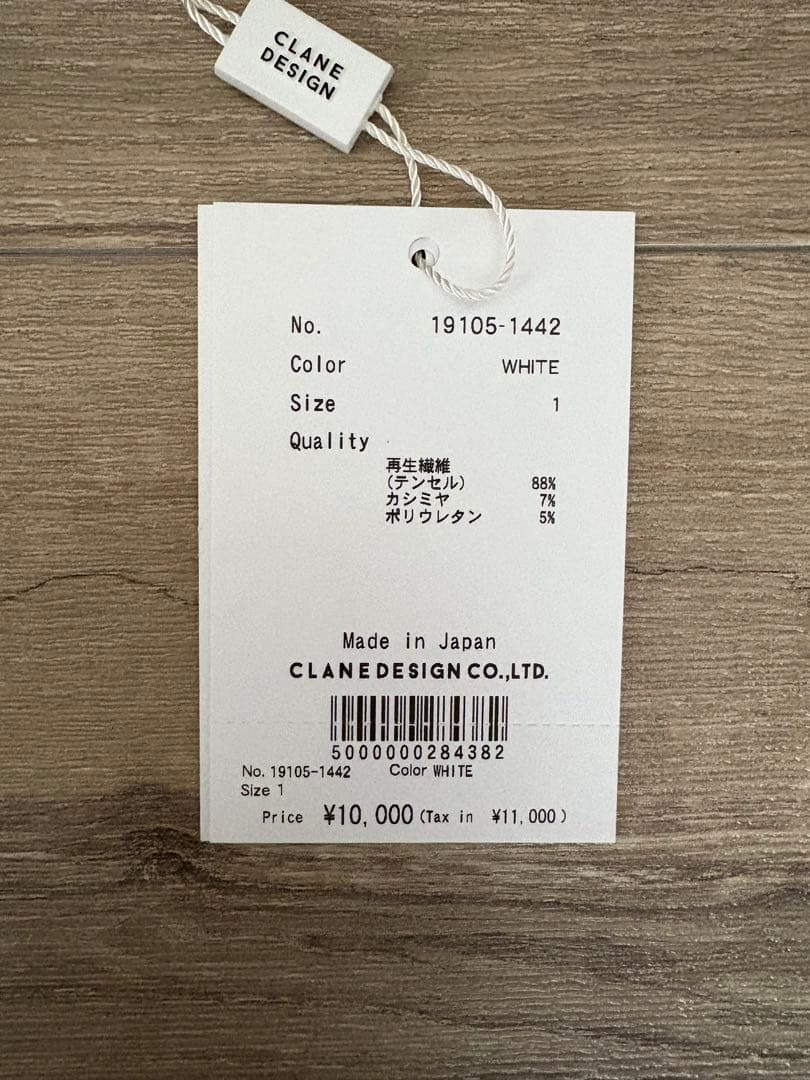 CLANE
DESIGN
No. 19105-1442
Color WHITE
Size 1
Quality
再生繊維
(テンセル) 88%
カシミヤ 7%
ポリウレタン 5%
Made in Japan
CLANE DESIGN CO.,LTD.
5000000284382
No. 19105-1442 Color WHITE
Size 1
Price ¥10,000 (Tax in ¥11,000)